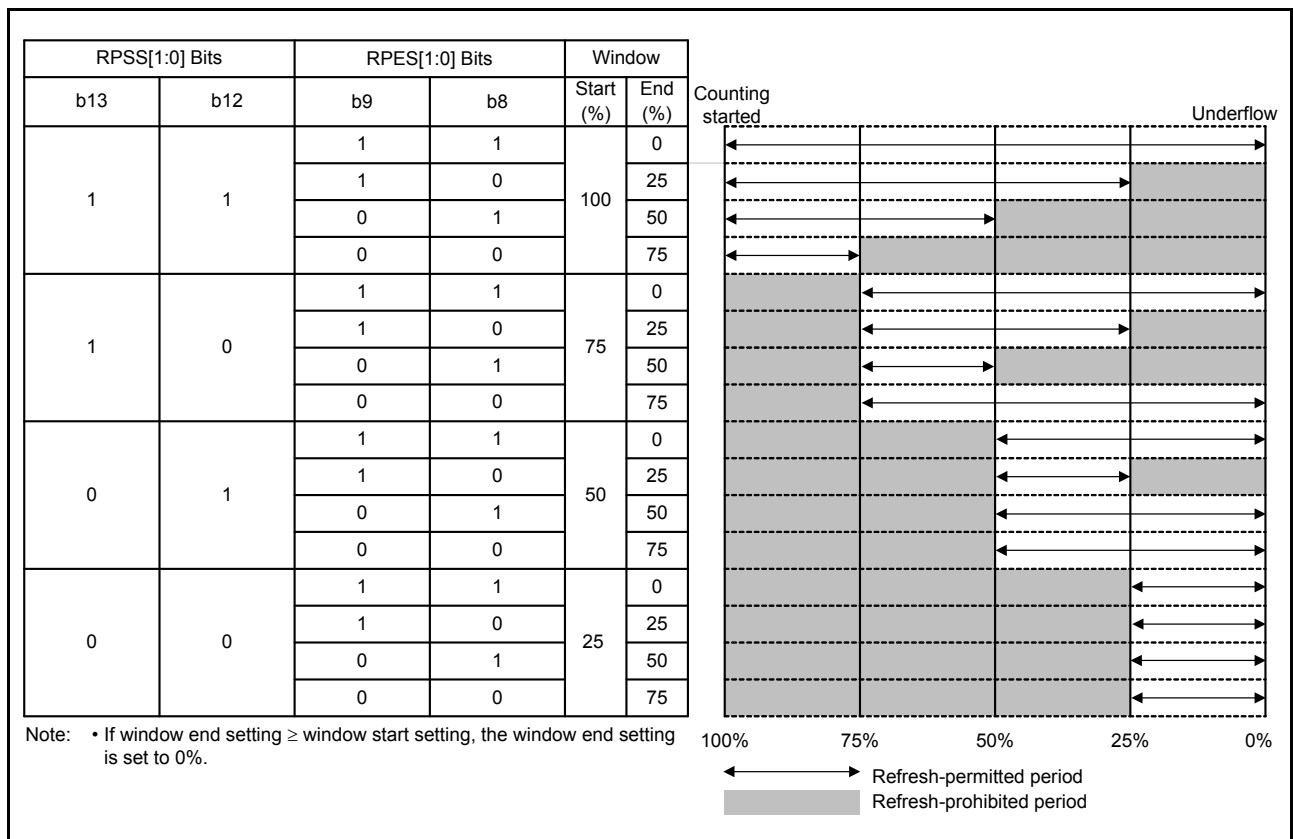 RPSS[1:0] Bits RPES[1:0] Bits Window
b13 b12 b9 b8 Start (%) End (%)
Counting started Underflow
1 1 0
1 0 25
1 1 100
0 1 50
0 0 75
1 1 0
1 0 25
1 0 75
0 1 50
0 0 75
1 1 0
1 0 25
0 1 50
0 1 50
0 0 75
1 1 0
1 0 25
0 0 25
0 1 50
0 0 75
Note: • If window end setting ≥ window start setting, the window end setting
is set to 0%.
100% 75% 50% 25% 0%
Refresh-permitted period
Refresh-prohibited period